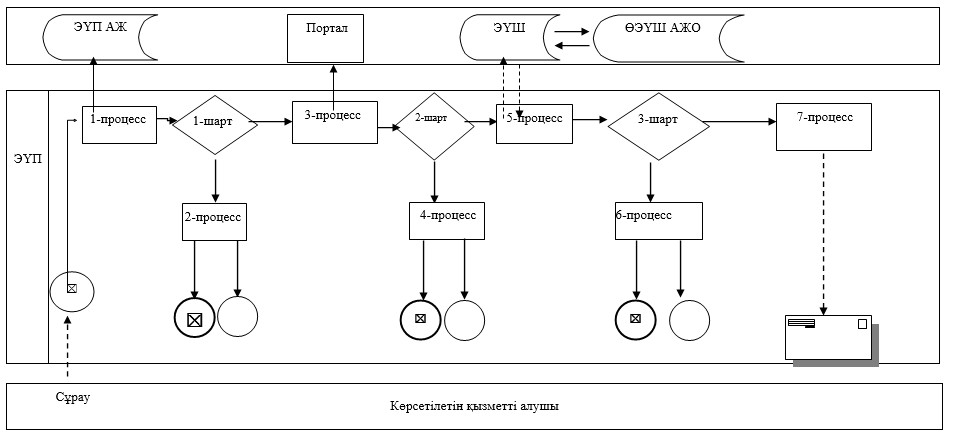 ЭҮП АЖ
Портал
ЭҮШ
ӨЭҮШ АЖО
ЭҮП
1-процесс
1-шарт
3-процесс
2-шарт
5-процесс
3-шарт
7-процесс
2-процесс
4-процесс
6-процесс
Сұрау
Көрсетілетін қызметті алушы